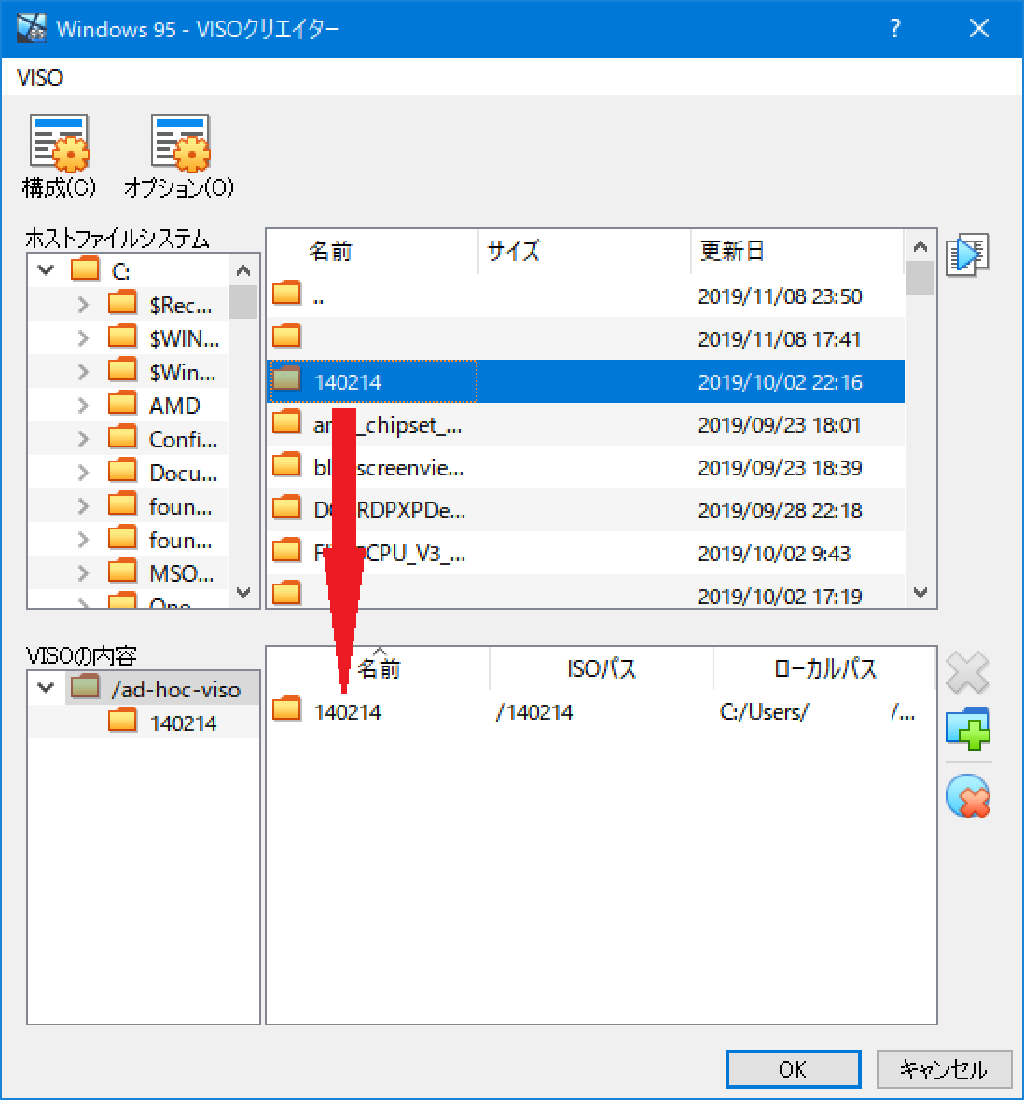 Windows 95 - VISOクリエイター ?
VISO
構成(C) オプション(O)
ホストファイルシステム
C:
$Rec...
$WIN...
$Win...
AMD
Confi...
Docu...
foun...
foun...
MSO...
One
名前 サイズ 更新日
.. 2019/11/08 23:50
2019/11/08 17:41
140214 2019/10/02 22:16
_chipset_... 2019/09/23 18:01
screenvie... 2019/09/23 18:39
RDPXPDe... 2019/09/28 22:18
CPU_V3_... 2019/10/02 9:43
2019/10/02 17:19
VISOの内容
/ad-hoc-viso
140214
名前 ISOパス ローカルパス
140214 /140214 C:/Users/ /...
OK キャンセル